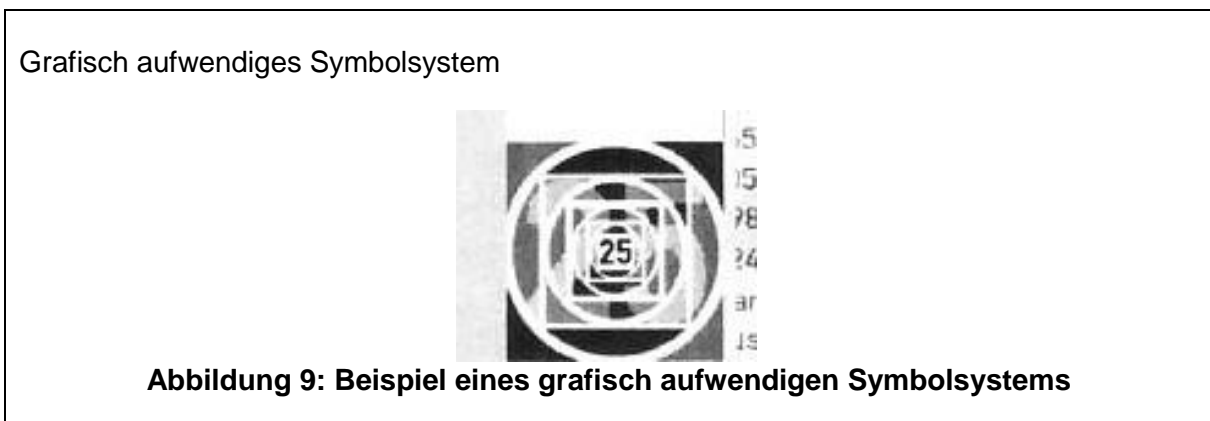 Grafisch aufwendiges Symbolsystem
25
Abbildung 9: Beispiel eines grafisch aufwendigen Symbolsystems